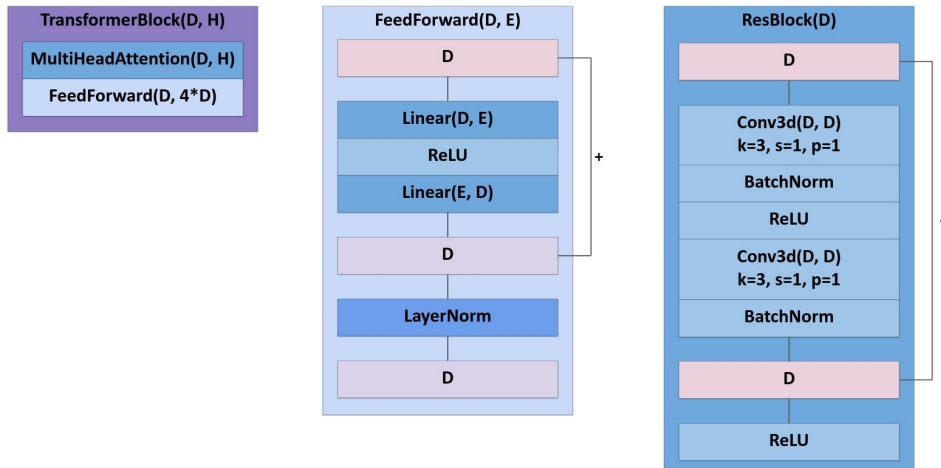 TransformerBlock(D, H)
MultiHeadAttention(D, H)
FeedForward(D, 4*D)
FeedForward(D, E)
D
Linear(D, E)
ReLU
Linear(E, D)
+
D
LayerNorm
D
ResBlock(D)
D
Conv3d(D, D)
k=3, s=1, p=1
BatchNorm
ReLU
Conv3d(D, D)
k=3, s=1, p=1
BatchNorm
D
ReLU